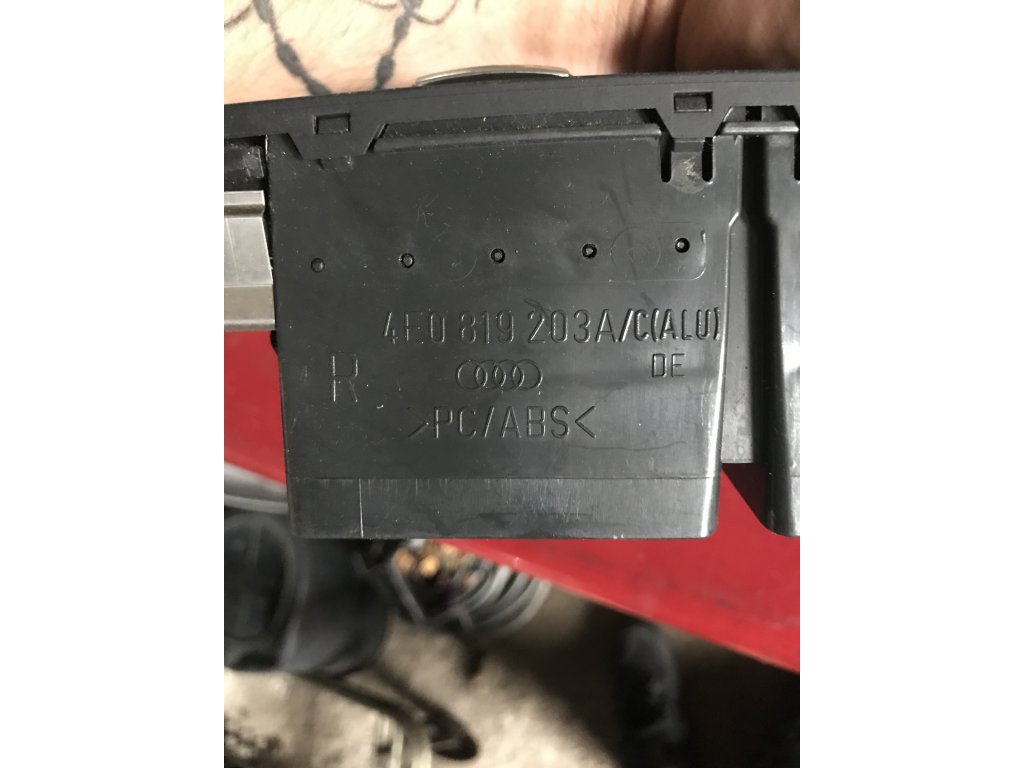 4E0 819 203A/C(ALU)
R DE
>PC/ABS<